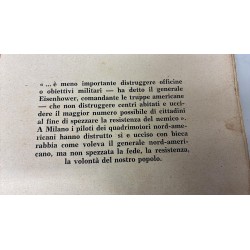 « ... è meno importante distruggere officine
o obiettivi militari — ha detto il generale
Eisenhower, comandante le truppe americane
— che non distruggere centri abitati e ucci-
dere il maggior numero possibile di cittadini
al fine di spezzare la resistenza del nemico ».
A Milano i piloti dei quadrimotori nord-ameri-
cani hanno distrutto sì e ucciso con bieca
rabbia come voleva il generale nord-ameri-
cano, ma non spezzata la fede, la resistenza,
la volontà del nostro popolo.